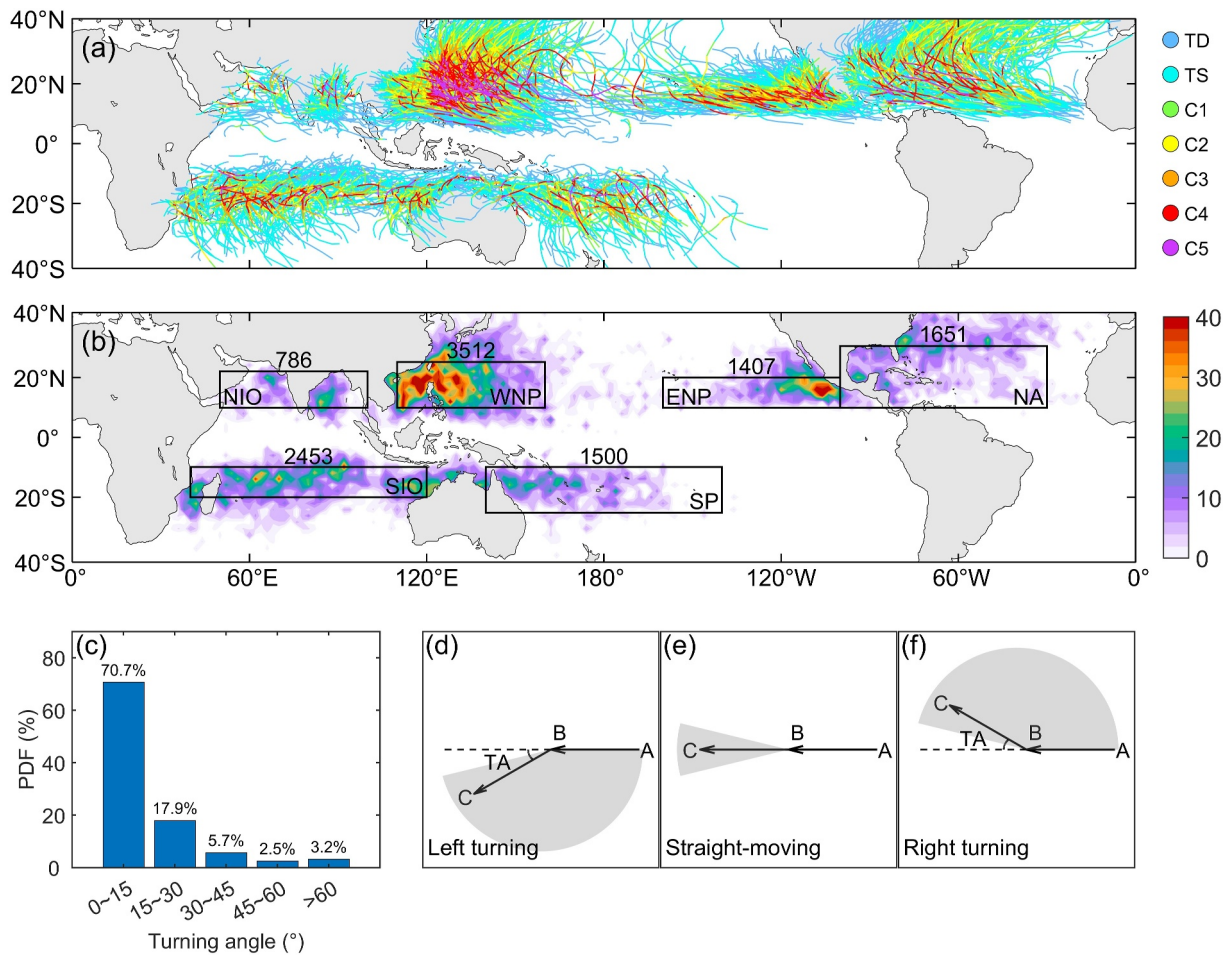 (a)
40°N
20°N
0°
20°S
40°S
TD
TS
C1
C2
C3
C4
C5
(b)
40°N
20°N
0°
20°S
40°S
786
NIO
3512
WNP
1407
ENP
1651
NA
2453
SIO
1500
SP
0°
60°E
120°E
180°
120°W
60°W
0°
40
30
20
10
0
(c)
PDF (%)
80
60
40
20
0
70.7%
17.9%
5.7%
2.5%
3.2%
0~15
15~30
30~45
45~60
>60
Turning angle (°)
(d)
B
A
TA
C
Left turning
(e)
B
C
A
Straight-moving
(f)
C
B
TA
A
Right turning